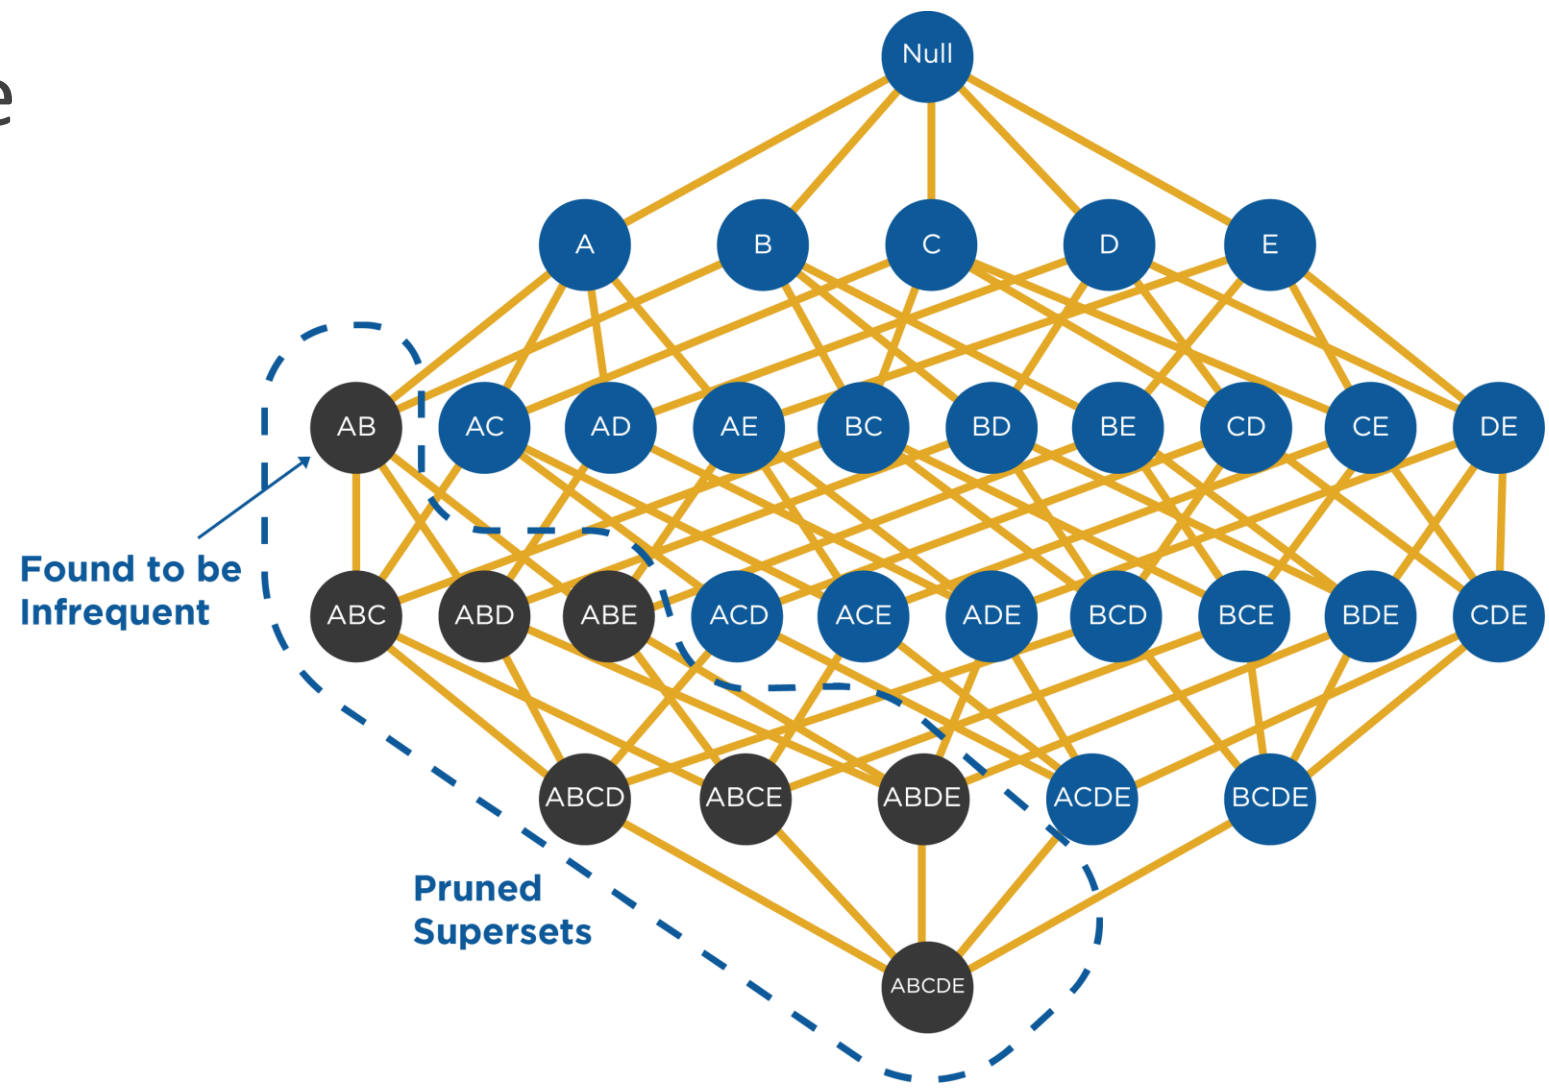 e
Null
A B C D E
AB AC AD AE BC BD BE CD CE DE
Found to be
Infrequent
ABC ABD ABE ACD ACE ADE BCD BCE BDE CDE
ABCD ABCE ABDE ACDE BCDE
Pruned
Supersets
ABCDE